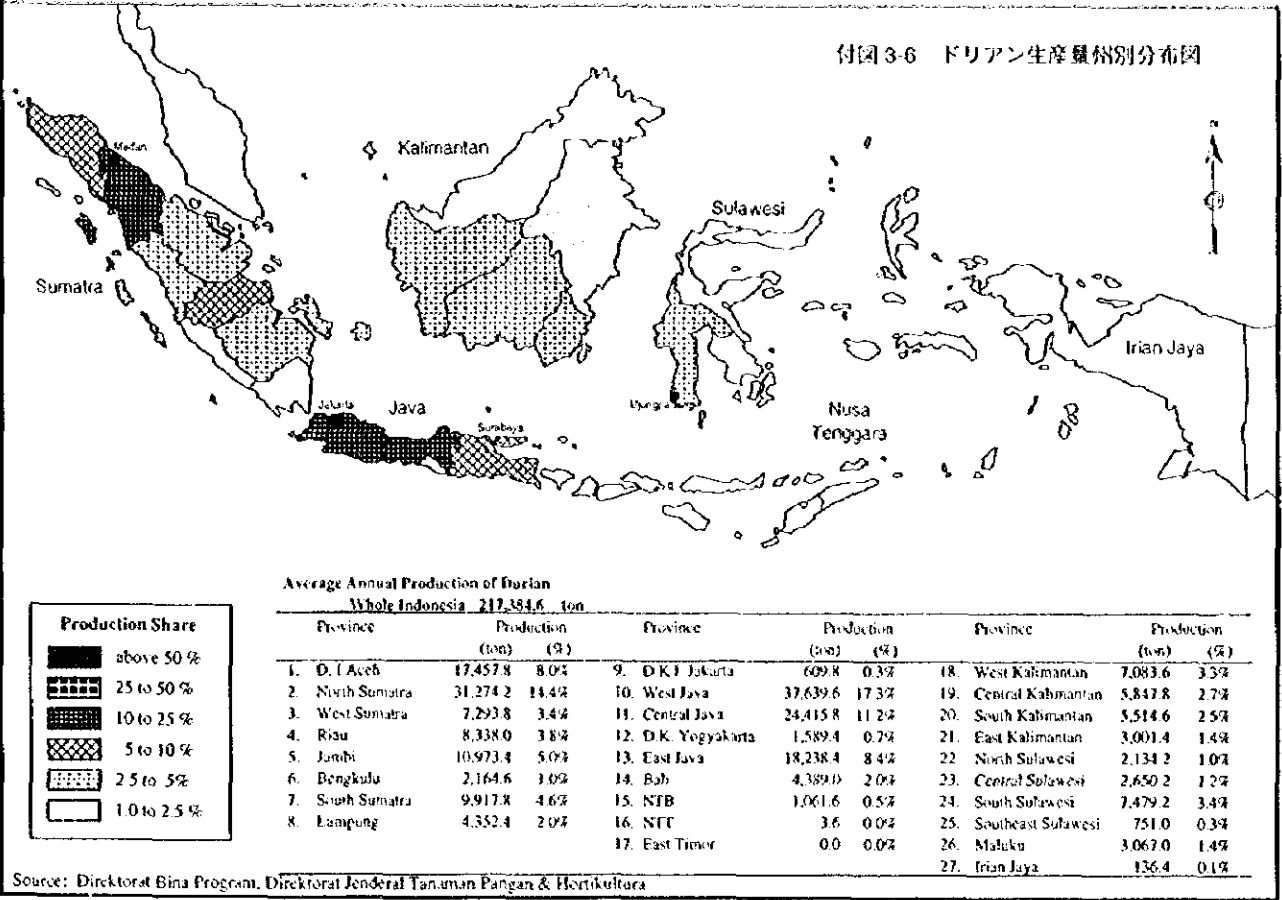 付図 3-6 ドリアン生産量州別分布図
Medan
Kalimantan
Sulawesi
Sumatra
Irian Jaya
Jakarta
Java
Surabaya
Nusa
Tenggara
Average Annual Production of Durian
Whole Indonesia 217,384.6 ton
Production Share
above 50 %
25 to 50 %
10 to 25 %
5 to 10 %
2.5 to 5%
1.0 to 2.5 %
Province Production Province Production Province Production
(ton) (%) (ton) (%) (ton) (%)
1. D. I Aceh 17,457.8 8.0% 9. D.K.I Jakarta 609.8 0.3% 18. West Kalimantan 7,083.6 3.3%
2. North Sumatra 31,274.2 14.4% 10. West Java 37,639.6 17.3% 19. Central Kalimantan 5,847.8 2.7%
3. West Sumatra 7,293.8 3.4% 11. Central Java 24,415.8 11.2% 20. South Kalimantan 5,514.6 2.5%
4. Riau 8,338.0 3.8% 12. D.K. Yogyakarta 1,589.4 0.7% 21. East Kalimantan 3,001.4 1.4%
5. Jambi 10,973.4 5.0% 13. East Java 18,238.4 8.4% 22. North Sulawesi 2,134.2 1.0%
6. Bengkulu 2,164.6 1.0% 14. Bali 4,389.0 2.0% 23. Central Sulawesi 2,650.2 1.2%
7. South Sumatra 9,917.8 4.6% 15. NTB 1,061.6 0.5% 24. South Sulawesi 7,479.2 3.4%
8. Lampung 4,352.4 2.0% 16. NTT 3.6 0.0% 25. Southeast Sulawesi 751.0 0.3%
17. East Timor 0.0 0.0% 26. Maluku 3,067.0 1.4%
27. Irian Jaya 136.4 0.1%
Source: Direktorat Bina Program, Direktorat Jenderal Tanaman Pangan & Hortikultura